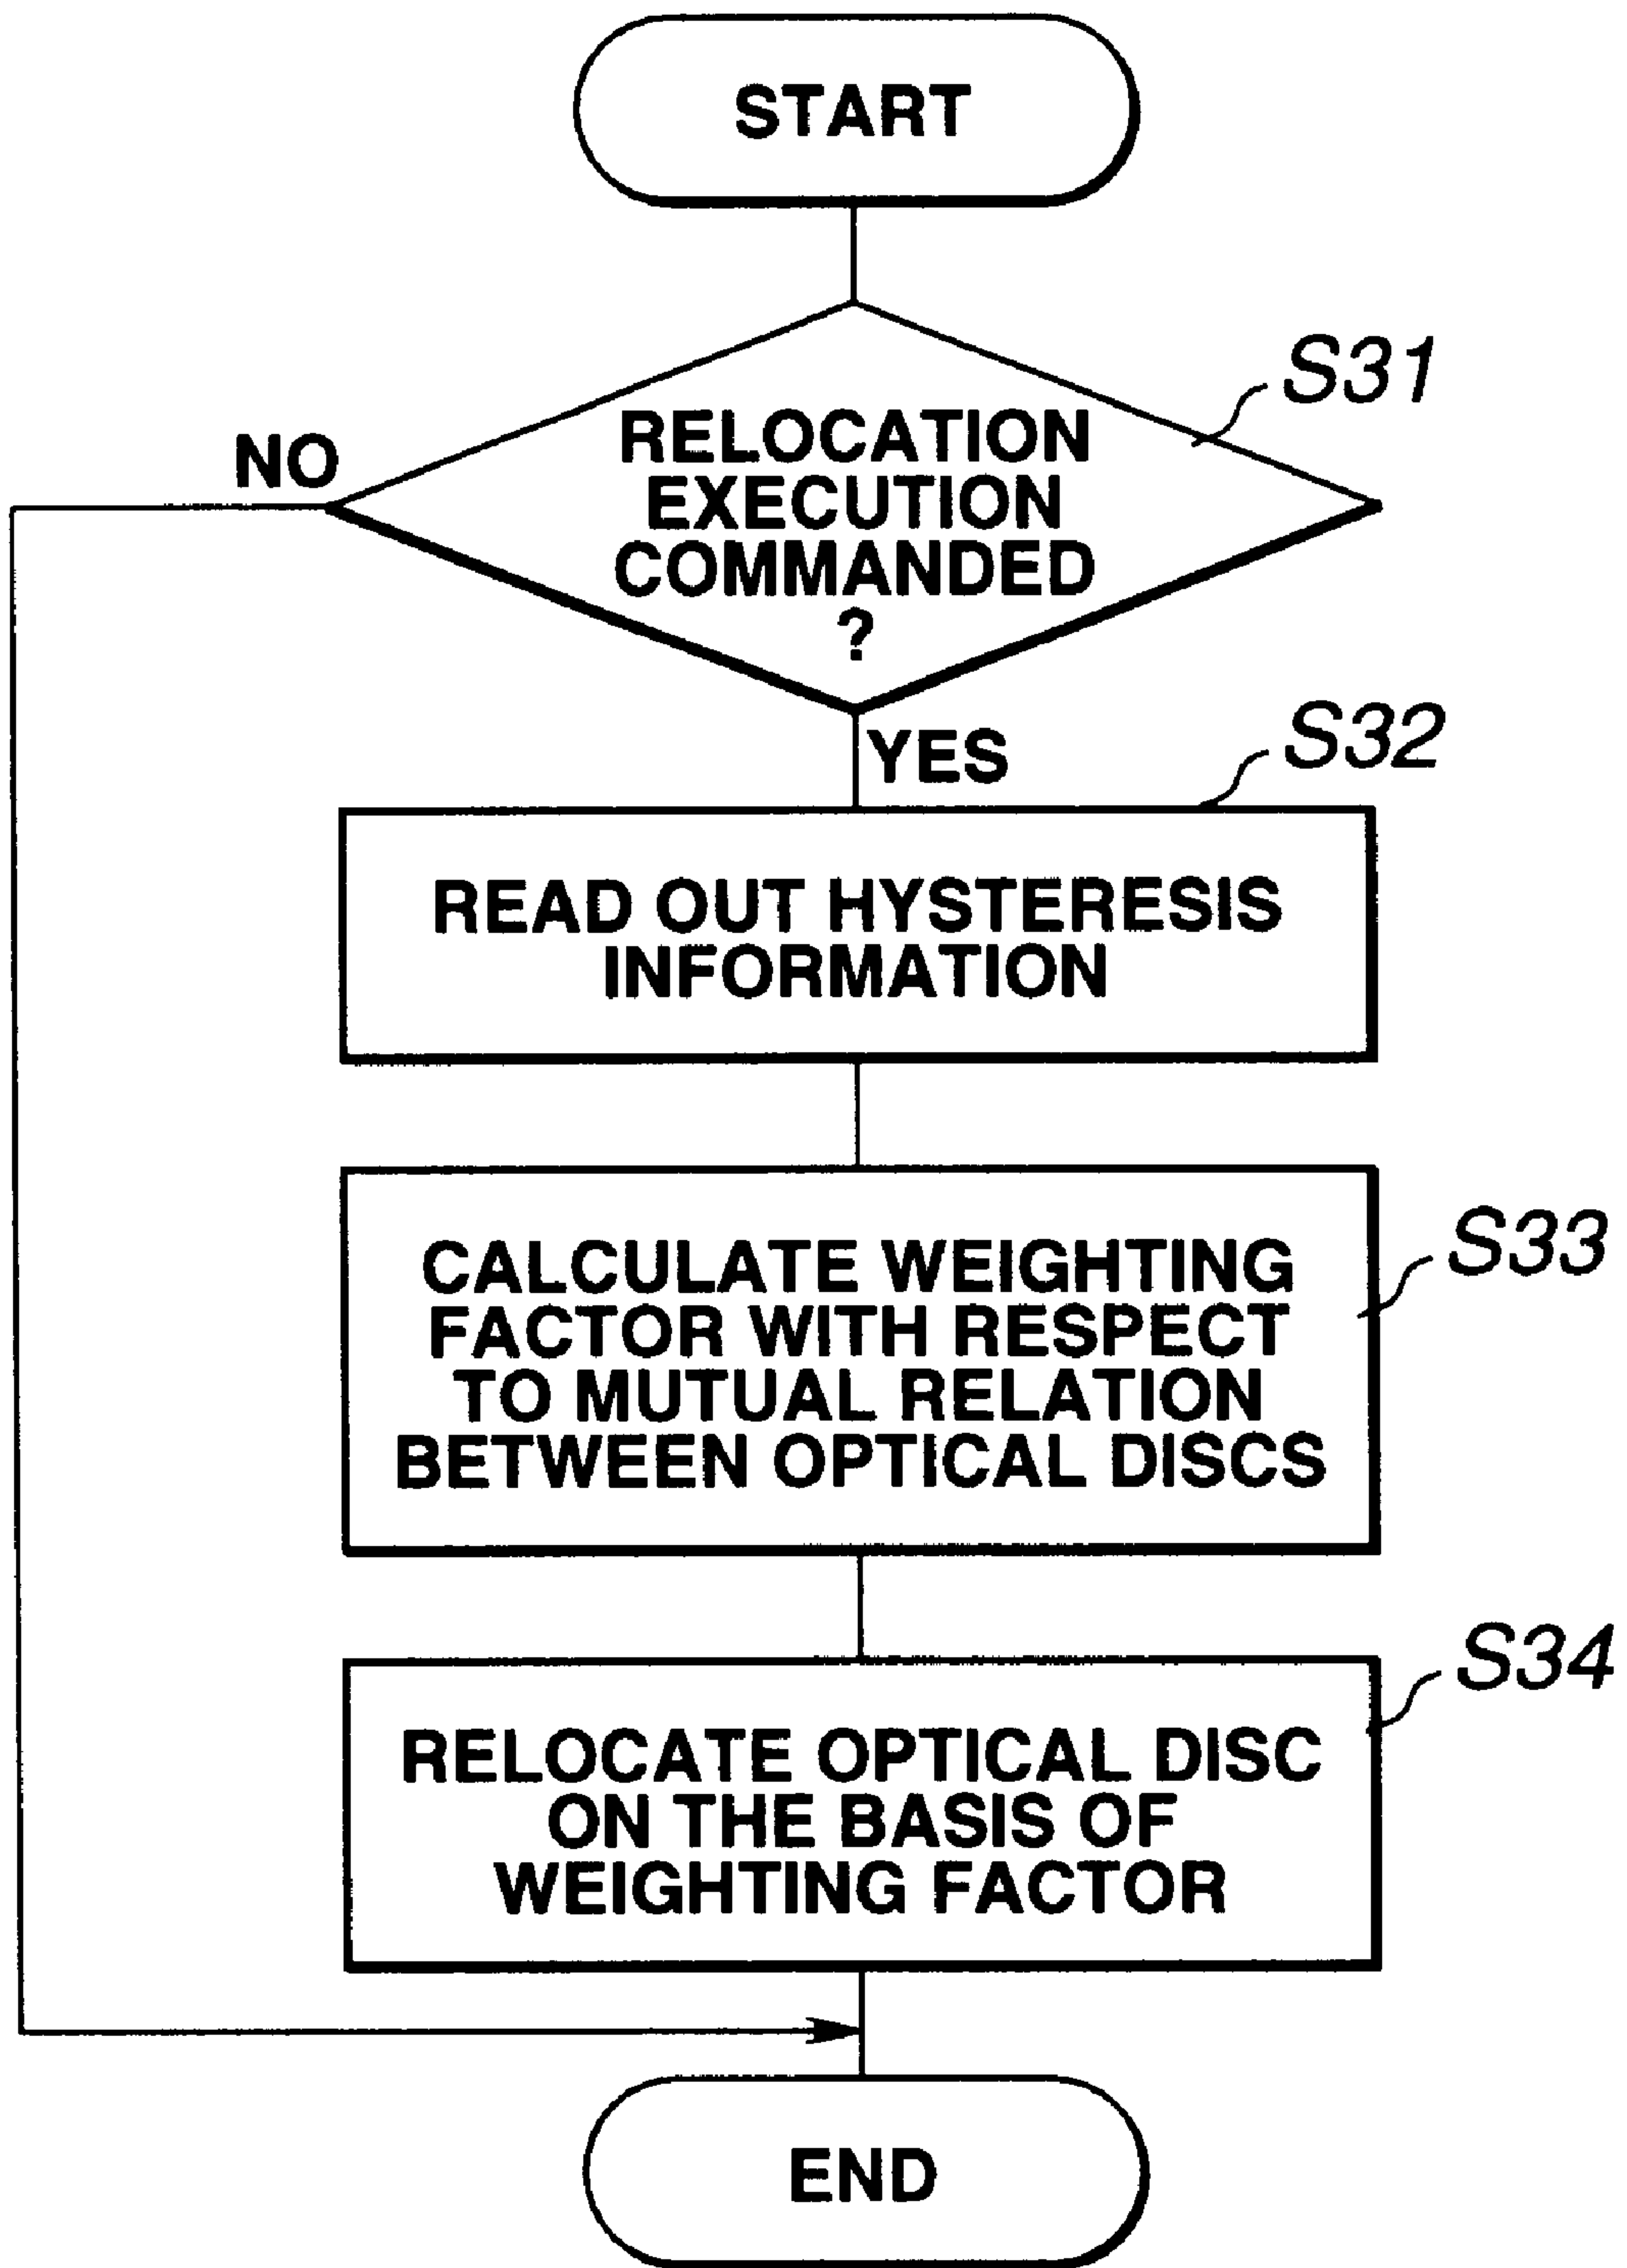 START
S31
NO
RELOCATION
EXECUTION
COMMANDED
?
YES
S32
READ OUT HYSTERESIS
INFORMATION
S33
CALCULATE WEIGHTING
FACTOR WITH RESPECT
TO MUTUAL RELATION
BETWEEN OPTICAL DISCS
S34
RELOCATE OPTICAL DISC
ON THE BASIS OF
WEIGHTING FACTOR
END